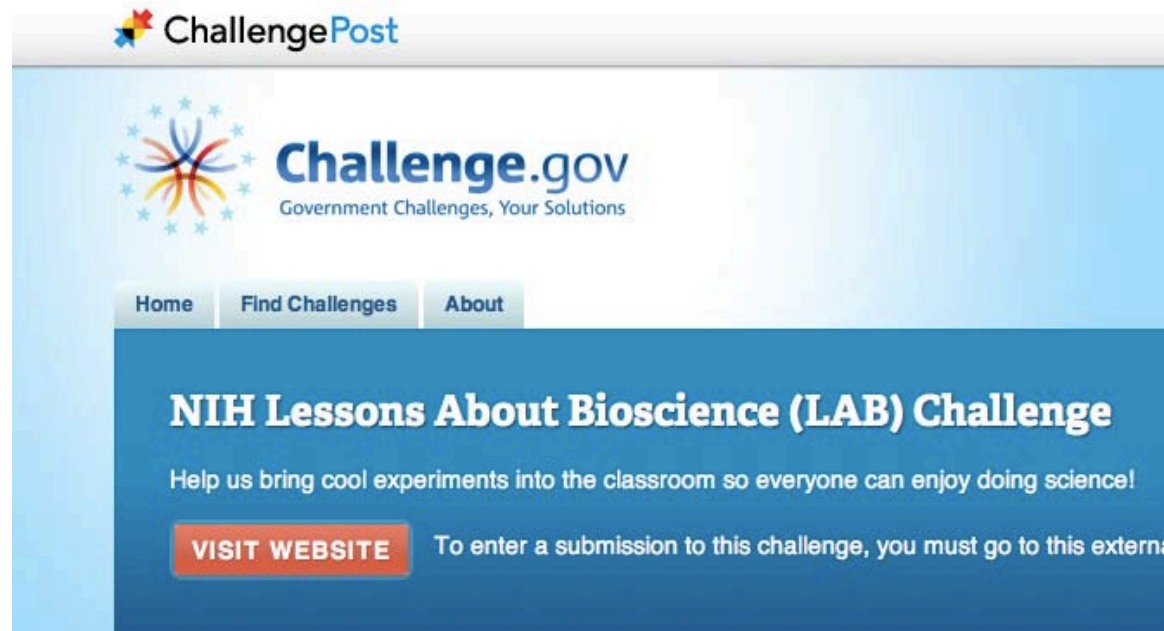 ChallengePost
Challenge.gov
Government Challenges, Your Solutions
Home Find Challenges About
NIH Lessons About Bioscience (LAB) Challenge
Help us bring cool experiments into the classroom so everyone can enjoy doing science!
VISIT WEBSITE To enter a submission to this challenge, you must go to this externa